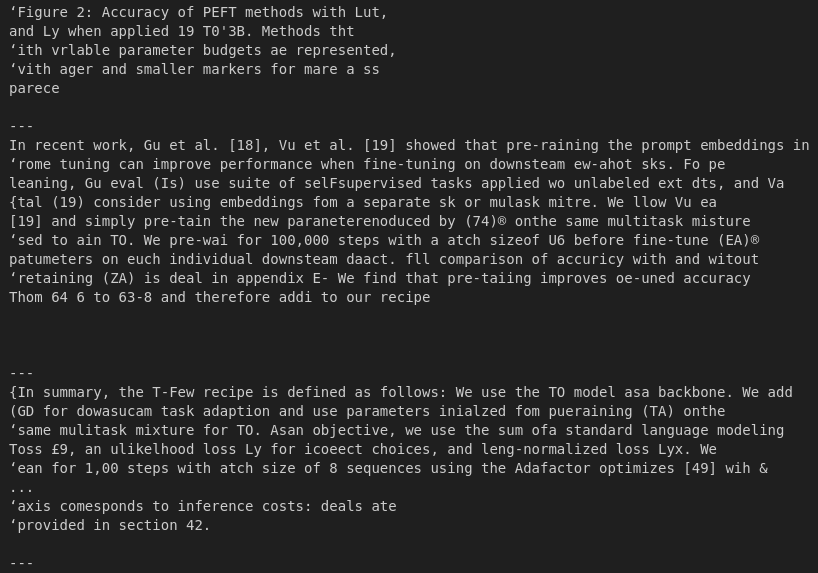 ‘Figure 2: Accuracy of PEFT methods with Lut,
and Ly when applied 19 T0'3B. Methods tht
‘ith vrlable parameter budgets ae represented,
‘vith ager and smaller markers for mare a ss
parece
---
In recent work, Gu et al. [18], Vu et al. [19] showed that pre-raining the prompt embeddings in
‘rome tuning can improve performance when fine-tuning on downsteam ew-ahot sks. Fo pe
leaning, Gu eval (Is) use suite of selFsupervised tasks applied wo unlabeled ext dts, and Va
{tal (19) consider using embeddings fom a separate sk or mulask mitre. We llow Vu ea
[19] and simply pre-tain the new paraneterenoduced by (74)® onthe same multitask mixture
‘sed to ain TO. We pre-wai for 100,000 steps with a atch sizeof U6 before fine-tune (EA)®
patumeters on euch individual downsteam daact. fll comparison of accuricy with and witout
‘retaining (ZA) is deal in appendix E- We find that pre-taiing improves oe-uned accuracy
Thom 64 6 to 63-8 and therefore addi to our recipe
---
{In summary, the T-Few recipe is defined as follows: We use the TO model asa backbone. We add
(GD for dowasucam task adaption and use parameters inialzed fom pueraining (TA) onthe
‘same mulitask mixture for TO. Asan objective, we use the sum ofa standard language modeling
Toss £9, an ulikelhood loss Ly for icoeect choices, and leng-normalized loss Lyx. We
‘ean for 1,00 steps with atch size of 8 sequences using the Adafactor optimizes [49] wih &
...
‘axis comesponds to inference costs: deals ate
‘provided in section 42.
---